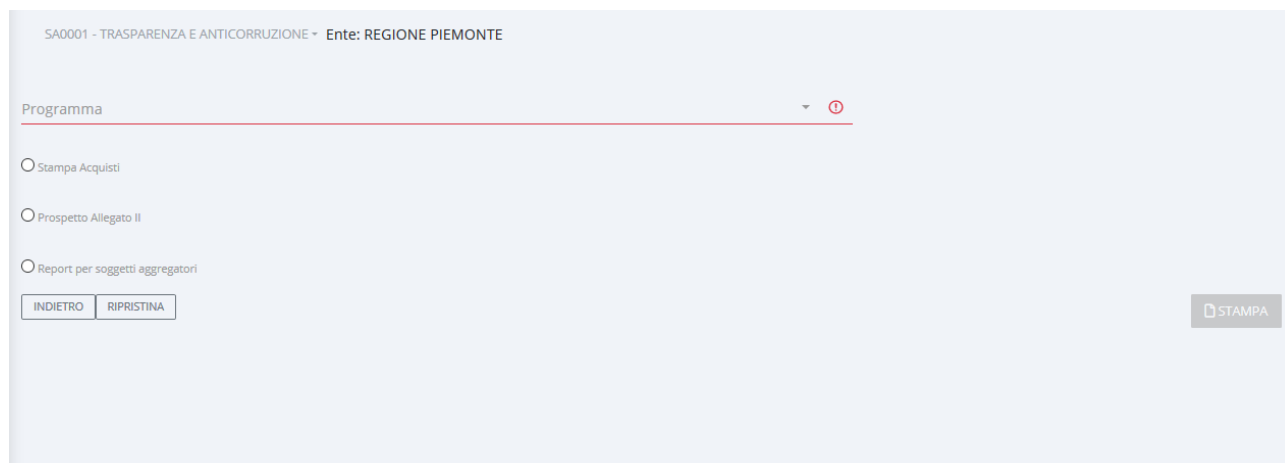 SA0001 - TRASPARENZA E ANTICORRUZIONE Ente: REGIONE PIEMONTE
Programma
Stampa Acquisti
Prospetto Allegato II
Report per soggetti aggregatori
INDIETRO RIPRISTINA STAMPA